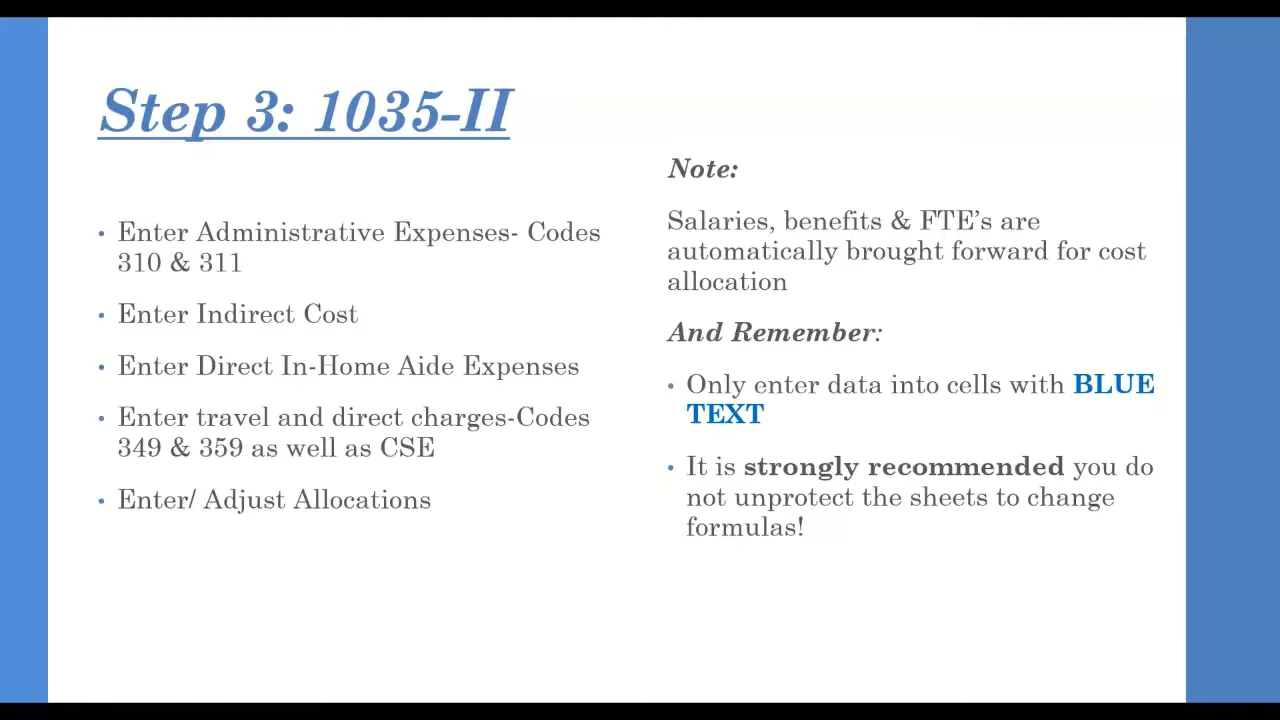 Step 3: 1035-II
• Enter Administrative Expenses- Codes
310 & 311
• Enter Indirect Cost
• Enter Direct In-Home Aide Expenses
• Enter travel and direct charges-Codes
349 & 359 as well as CSE
• Enter/ Adjust Allocations
Note:
Salaries, benefits & FTE’s are
automatically brought forward for cost
allocation
And Remember:
• Only enter data into cells with BLUE
TEXT
• It is strongly recommended you do
not unprotect the sheets to change
formulas!